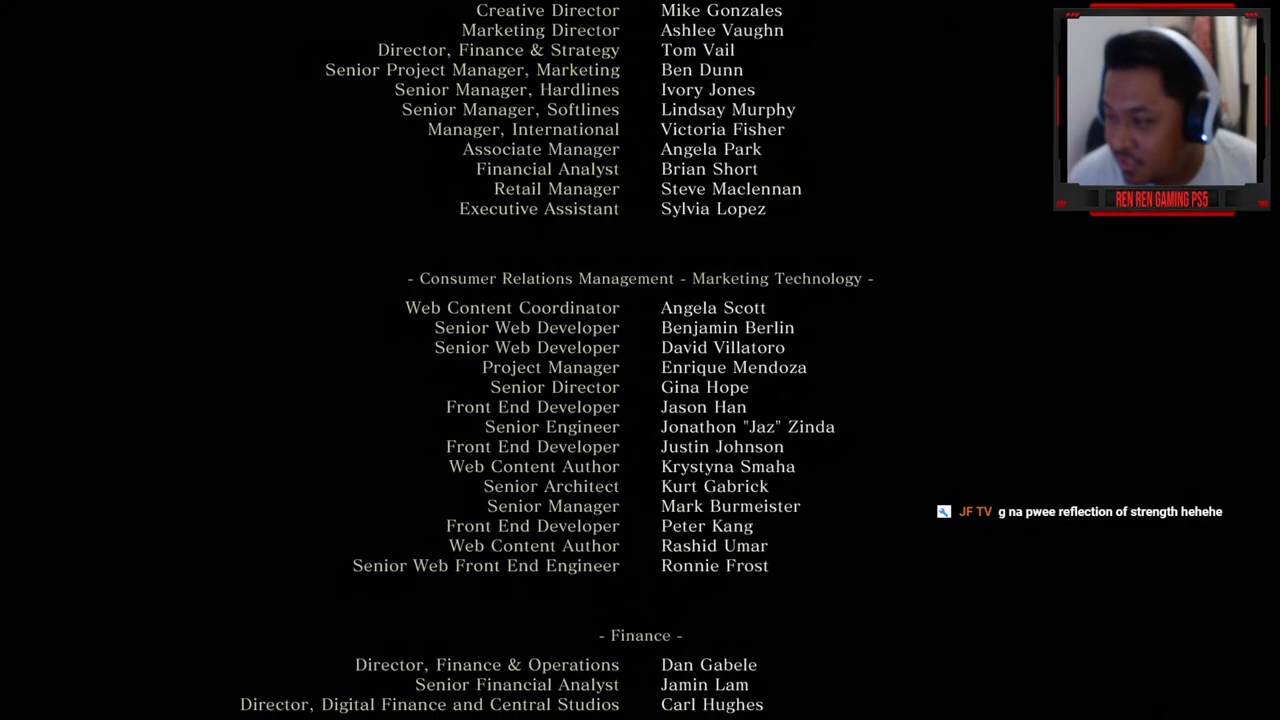 Creative Director Mike Gonzales
Marketing Director Ashlee Vaughn
Director, Finance & Strategy Tom Vail
Senior Project Manager, Marketing Ben Dunn
Senior Manager, Hardlines Ivory Jones
Senior Manager, Softlines Lindsay Murphy
Manager, International Victoria Fisher
Associate Manager Angela Park
Financial Analyst Brian Short
Retail Manager Steve Maclennan
Executive Assistant Sylvia Lopez
REN REN GAMING PS5
- Consumer Relations Management - Marketing Technology -
Web Content Coordinator Angela Scott
Senior Web Developer Benjamin Berlin
Senior Web Developer David Villatoro
Project Manager Enrique Mendoza
Senior Director Gina Hope
Front End Developer Jason Han
Senior Engineer Jonathon "Jaz" Zinda
Front End Developer Justin Johnson
Web Content Author Krystyna Smaha
Senior Architect Kurt Gabrick
Senior Manager Mark Burmeister
JF TV g na pwee reflection of strength hehehe
Front End Developer Peter Kang
Web Content Author Rashid Umar
Senior Web Front End Engineer Ronnie Frost
- Finance -
Director, Finance & Operations Dan Gabele
Senior Financial Analyst Jamin Lam
Director, Digital Finance and Central Studios Carl Hughes